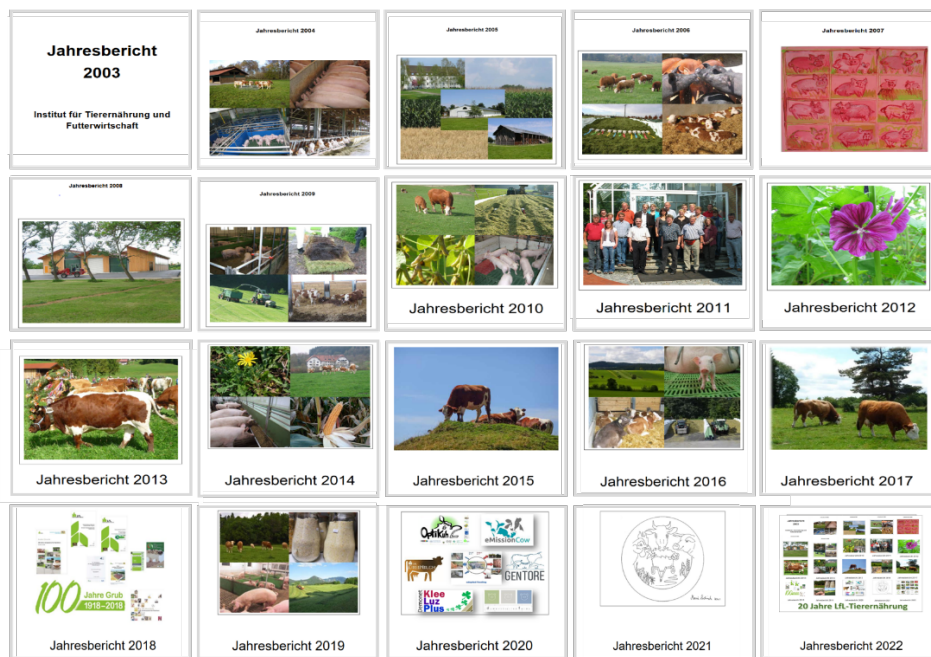 Jahresbericht
2003
Institut für Tierernährung und
Futterwirtschaft
Jahresbericht 2004
Jahresbericht 2005
Jahresbericht 2006
Jahresbericht 2007
Jahresbericht 2008
Jahresbericht 2009
Jahresbericht 2010
Jahresbericht 2011
Jahresbericht 2012
Jahresbericht 2013
Jahresbericht 2014
Jahresbericht 2015
Jahresbericht 2016
Jahresbericht 2017
100 Jahre Grub
1918–2018
Jahresbericht 2018
Jahresbericht 2019
OptiKuh
eMissionCow
GENTORE
Klee
Luz
Plus
Jahresbericht 2020
Jahresbericht 2021
20 Jahre LfL-Tierernährung
Jahresbericht 2022